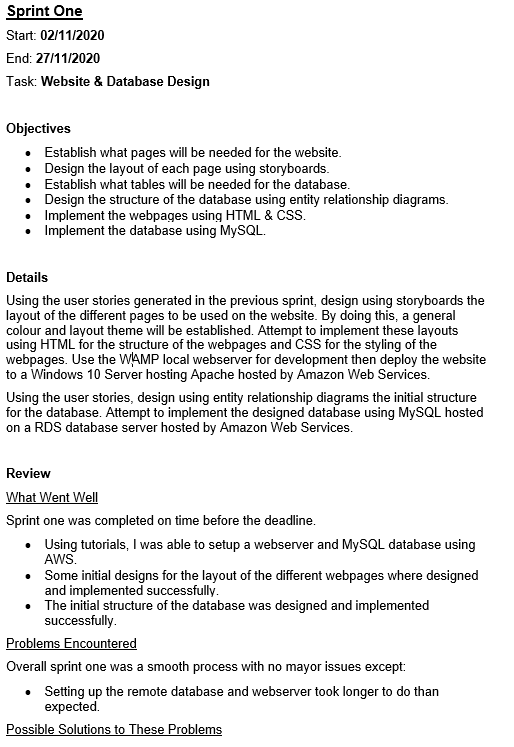 Sprint One
Start: 02/11/2020
End: 27/11/2020
Task: Website & Database Design
Objectives
• Establish what pages will be needed for the website.
• Design the layout of each page using storyboards.
• Establish what tables will be needed for the database.
• Design the structure of the database using entity relationship diagrams.
• Implement the webpages using HTML & CSS.
• Implement the database using MySQL.
Details
Using the user stories generated in the previous sprint, design using storyboards the
layout of the different pages to be used on the website. By doing this, a general
colour and layout theme will be established. Attempt to implement these layouts
using HTML for the structure of the webpages and CSS for the styling of the
webpages. Use the WAMP local webserver for development then deploy the website
to a Windows 10 Server hosting Apache hosted by Amazon Web Services.
Using the user stories, design using entity relationship diagrams the initial structure
for the database. Attempt to implement the designed database using MySQL hosted
on a RDS database server hosted by Amazon Web Services.
Review
What Went Well
Sprint one was completed on time before the deadline.
• Using tutorials, I was able to setup a webserver and MySQL database using
AWS.
• Some initial designs for the layout of the different webpages where designed
and implemented successfully.
• The initial structure of the database was designed and implemented
successfully.
Problems Encountered
Overall sprint one was a smooth process with no mayor issues except:
• Setting up the remote database and webserver took longer to do than
expected.
Possible Solutions to These Problems